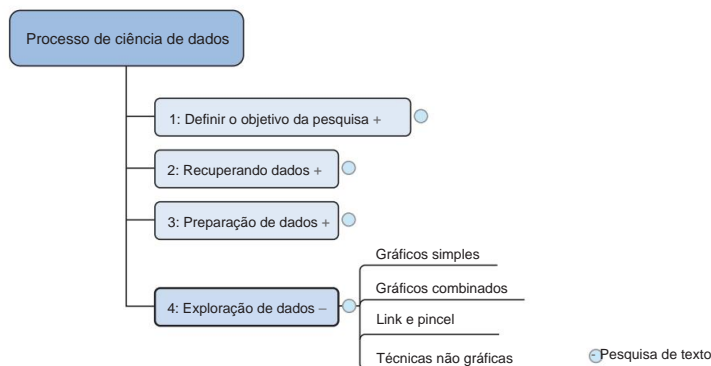 Processo de ciência de dados
1: Definir o objetivo da pesquisa +
2: Recuperando dados +
3: Preparação de dados +
4: Exploração de dados –
Gráficos simples
Gráficos combinados
Link e pincel
Técnicas não gráficas
-Pesquisa de texto